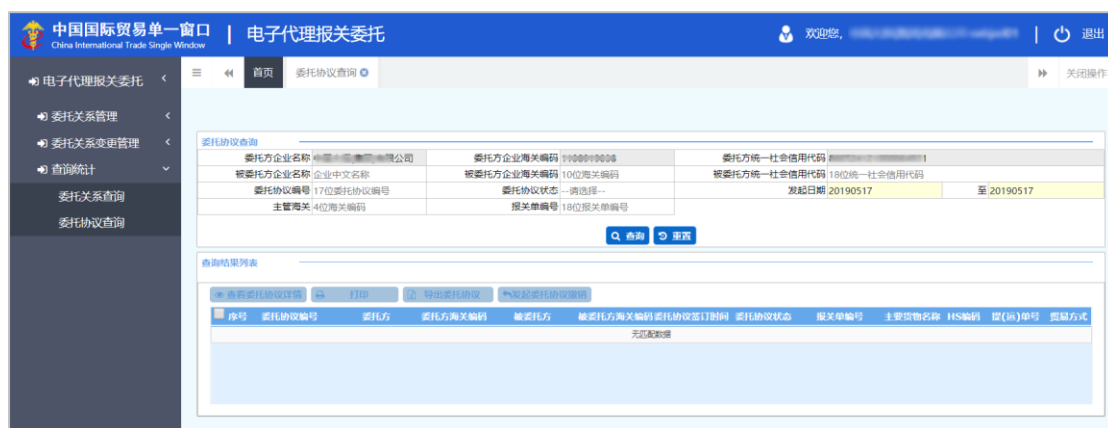 中国国际贸易单一窗口 | 电子代理报关委托
China International Trade Single Window
欢迎您, | 退出
电子代理报关委托
首页 委托协议查询 关闭操作
委托关系管理
委托关系变更管理
查询统计
委托关系查询
委托协议查询
委托协议查询
委托方企业名称 限公司 委托方企业海关编码 委托方统一社会信用代码
被委托方企业名称 企业中文名称 被委托方企业海关编码 10位海关编码 被委托方统一社会信用代码 18位统一社会信用代码
委托协议编号 17位委托协议编号 委托协议状态 --请选择-- 发起日期 20190517 至 20190517
主管海关 4位海关编码 报关单编号 18位报关单编号
查询 重置
查询结果列表
查看委托协议详情 打印 导出委托协议 发起委托协议撤销
序号 委托协议编号 委托方 委托方海关编码 被委托方 被委托方海关编码 委托协议签订时间 委托协议状态 报关单编号 主要货物名称 HS编码 提(运)单号 贸易方式
无匹配数据